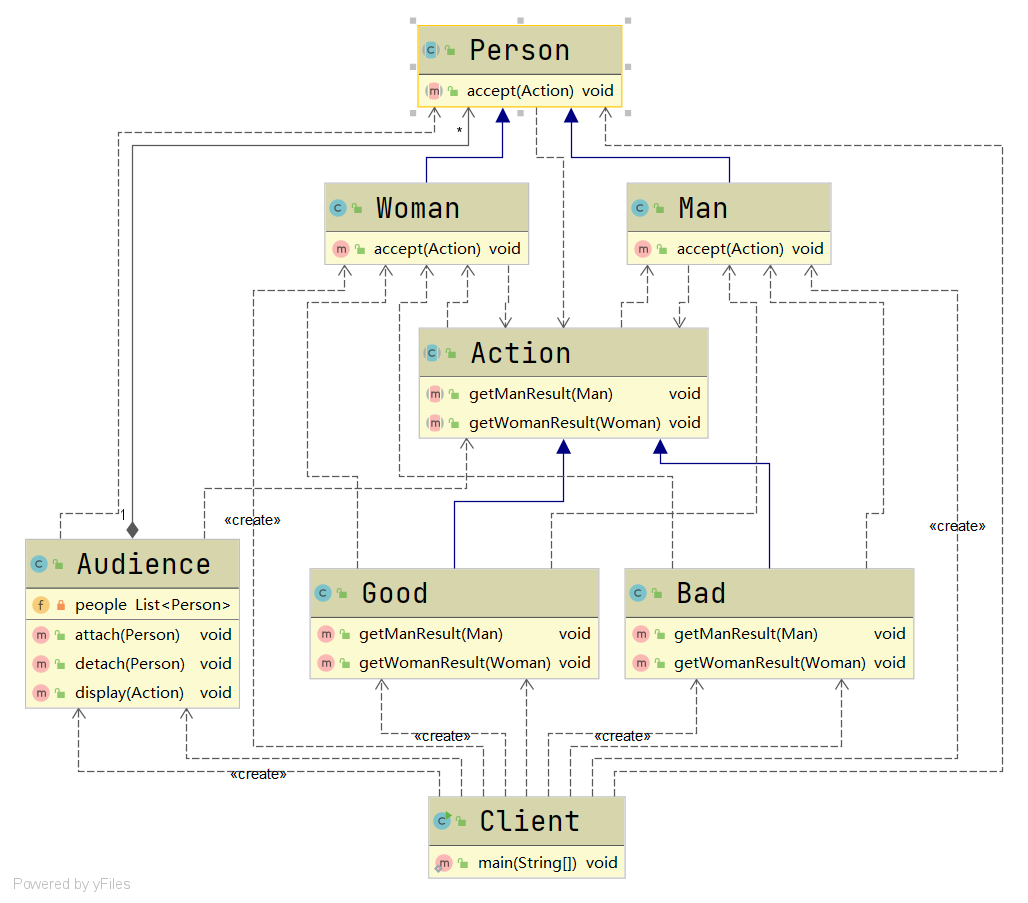 Person
accept(Action) void
*
Woman
accept(Action) void
Man
accept(Action) void
Action
getManResult(Man) void
getWomanResult(Woman) void
1
«create»
«create»
Audience
people List<Person>
attach(Person) void
detach(Person) void
display(Action) void
Good
getManResult(Man) void
getWomanResult(Woman) void
Bad
getManResult(Man) void
getWomanResult(Woman) void
«create»
«create»
«create»
Client
main(String[]) void
Powered by yFiles